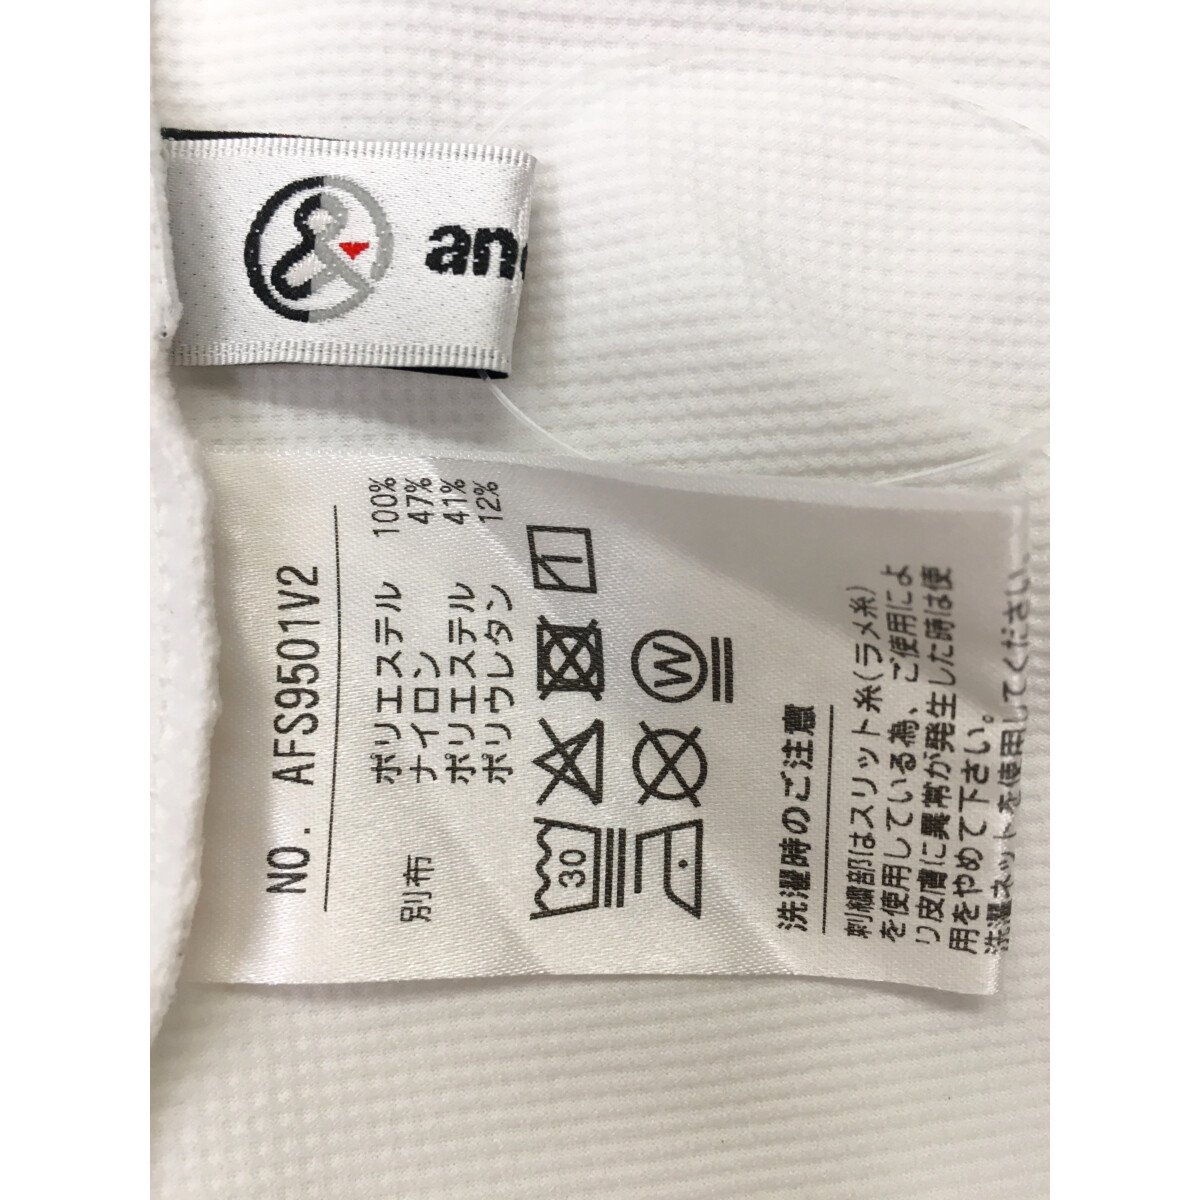 and
NO. AFS9501V2
ポリエステル 100%
別布 ナイロン 47%
ポリエステル 41%
ポリウレタン 12%
30
W
洗濯時のご注意
刺繍部はスリット糸(ラメ糸)
を使用している為、ご使用によ
り皮膚に異常が発生した時は使
用をやめて下さい。
洗濯ネットを使用してください。